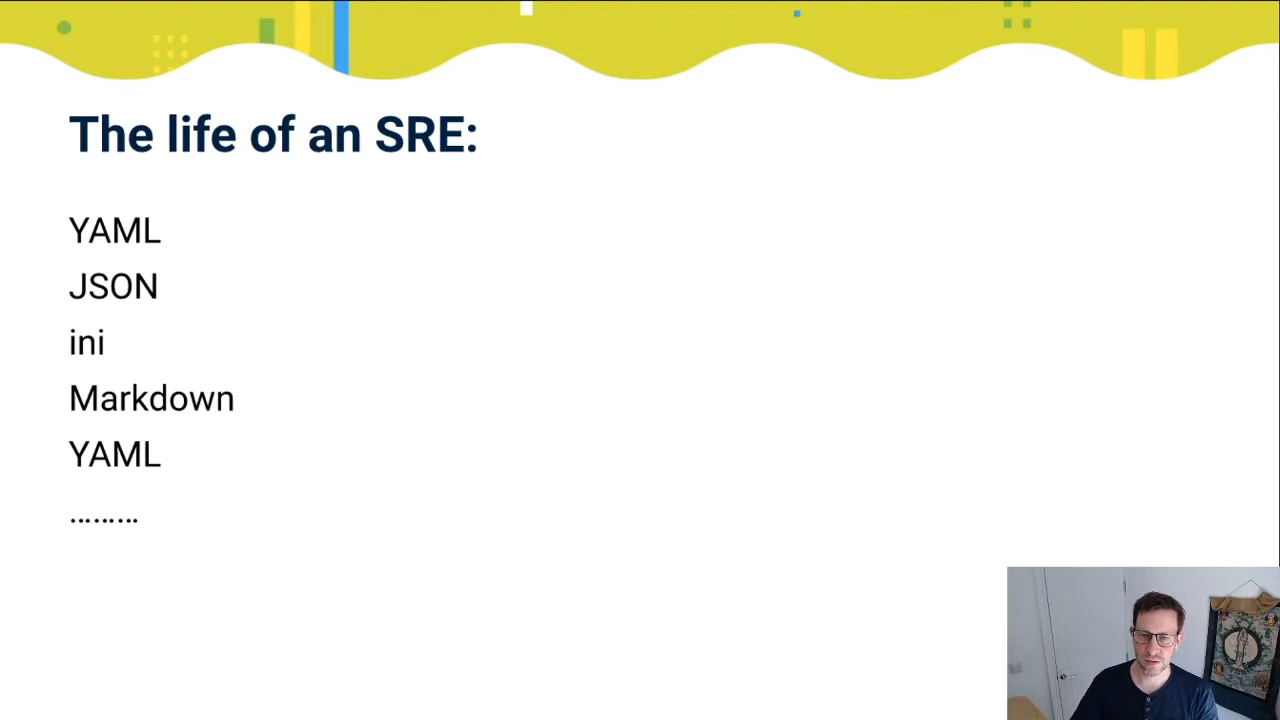 The life of an SRE:
YAML
JSON
ini
Markdown
YAML
………